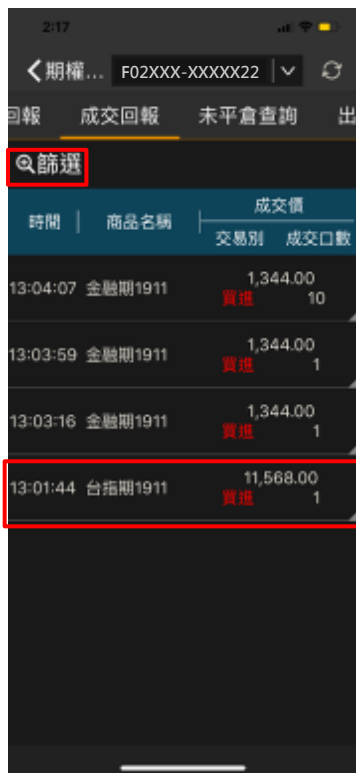 2:17
期權... F02XXX-XXXXX22
回報 成交回報 未平倉查詢 出
篩選
時間 商品名稱 成交價
交易別 成交口數
13:04:07 金融期1911 1,344.00
買進 10
13:03:59 金融期1911 1,344.00
買進 1
13:03:16 金融期1911 1,344.00
買進 1
13:01:44 台指期1911 11,568.00
買進 1